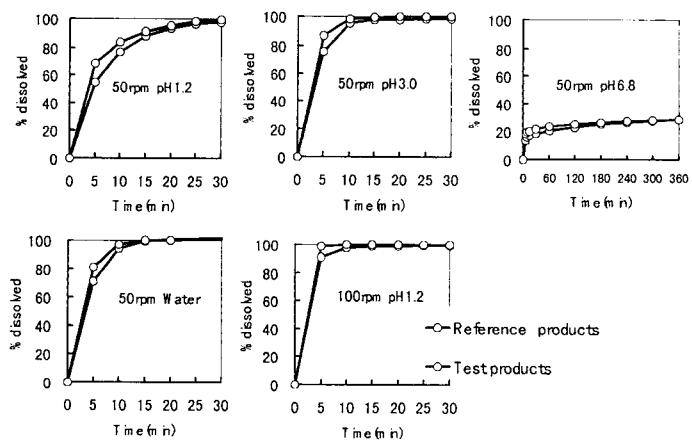 % dissolved
100
80
60
40
20
0
50rpm pH1.2
0 5 10 15 20 25 30
Time(min)
% dissolved
100
80
60
40
20
0
50rpm pH3.0
0 5 10 15 20 25 30
Time(min)
% dissolved
100
80
60
40
20
0
50rpm pH6.8
0 60 120 180 240 300 360
Time(min)
% dissolved
100
80
60
40
20
0
50rpm Water
0 5 10 15 20 25 30
Time(min)
% dissolved
100
80
60
40
20
0
100rpm pH1.2
0 5 10 15 20 25 30
Time(min)
Reference products
Test products